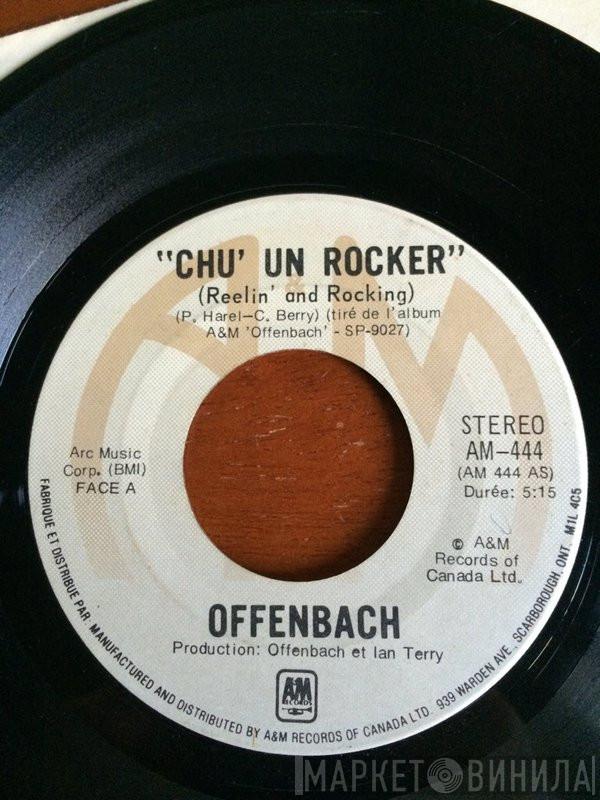 "CHU' UN ROCKER"
(Reelin' and Rocking)
(P. Harel-C. Berry) (tiré de l'album
A&M 'Offenbach' - SP-9027)
Arc Music
Corp. (BMI)
FACE A
STEREO
AM-444
(AM 444 AS)
Durée: 5:15
© A&M
Records of
Canada Ltd.
OFFENBACH
Production: Offenbach et Ian Terry
A&M
RECORDS
FABRIQUE ET DISTRIBUE PAR: MANUFACTURED AND DISTRIBUTED BY A&M RECORDS OF CANADA LTD. 939 WARDEN AVE., SCARBOROUGH, ONT. M1L 4C5
МАРКЕТ ВИНИЛА